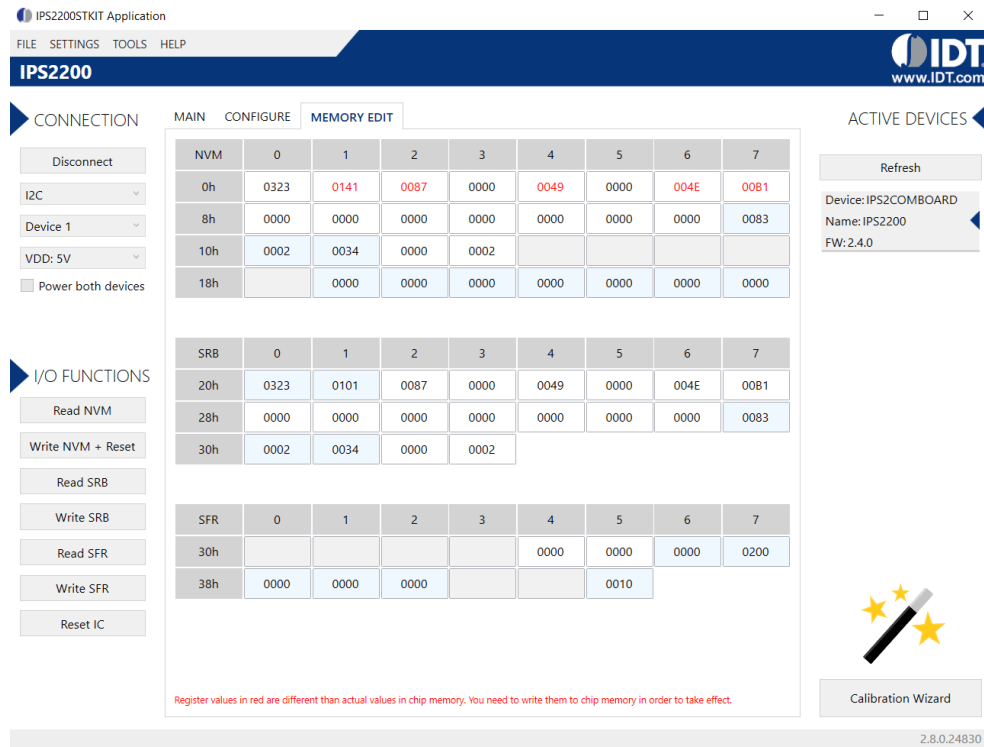 IPS2200STKIT Application
FILE SETTINGS TOOLS HELP
IDT.
IPS2200
www.IDT.com
CONNECTION
Disconnect
I2C
Device 1
VDD: 5V
Power both devices
I/O FUNCTIONS
Read NVM
Write NVM + Reset
Read SRB
Write SRB
Read SFR
Write SFR
Reset IC
MAIN CONFIGURE MEMORY EDIT
NVM 0 1 2 3 4 5 6 7
0h 0323 0141 0087 0000 0049 0000 004E 00B1
8h 0000 0000 0000 0000 0000 0000 0000 0083
10h 0002 0034 0000 0002
18h 0000 0000 0000 0000 0000 0000 0000
SRB 0 1 2 3 4 5 6 7
20h 0323 0101 0087 0000 0049 0000 004E 00B1
28h 0000 0000 0000 0000 0000 0000 0000 0083
30h 0002 0034 0000 0002
SFR 0 1 2 3 4 5 6 7
30h 0000 0000 0000 0200
38h 0000 0000 0000 0010
Register values in red are different than actual values in chip memory. You need to write them to chip memory in order to take effect.
ACTIVE DEVICES
Refresh
Device: IPS2COMBOARD
Name: IPS2200
FW: 2.4.0
Calibration Wizard
2.8.0.24830